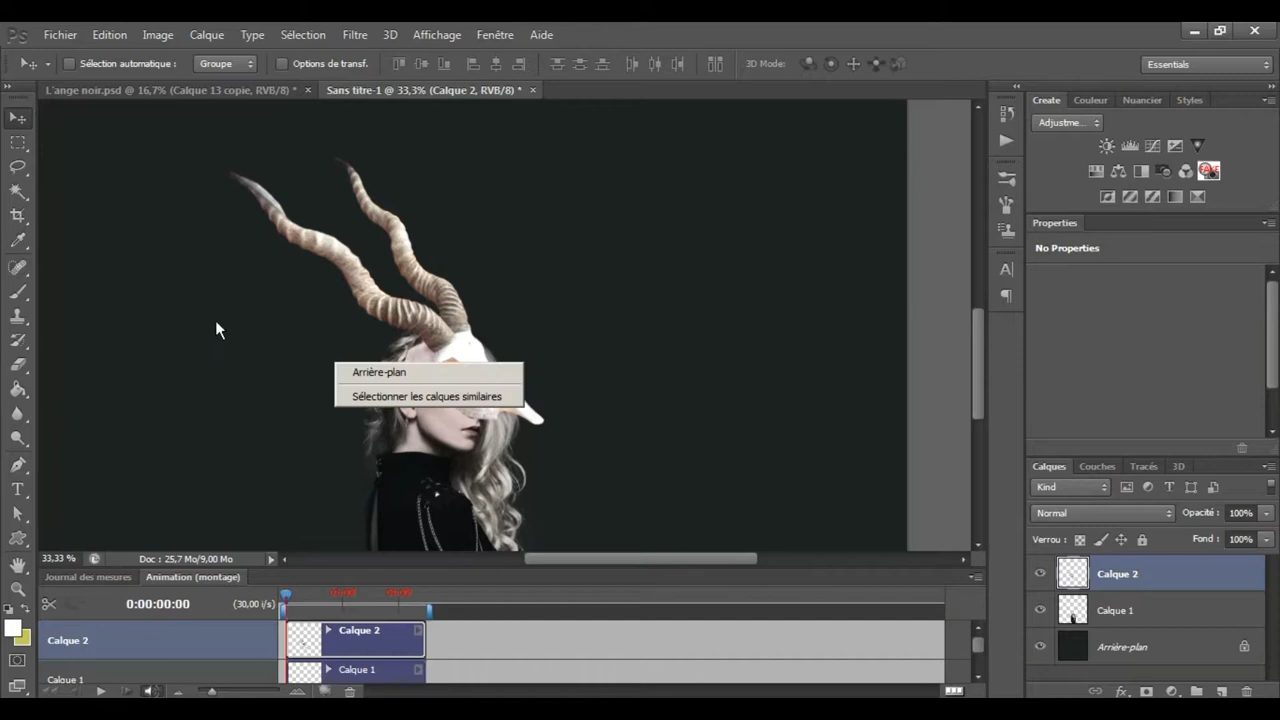 Ps Fichier Edition Image Calque Type Sélection Filtre 3D Affichage Fenêtre Aide
Sélection automatique : Groupe Options de transf. 3D Mode: Essentials
L'ange noir.psd @ 16,7% (Calque 13 copie, RVB/8) * × Sans titre-1 @ 33,3% (Calque 2, RVB/8) * ×
Create Couleur Nuancier Styles
Adjustme...
Properties
No Properties
Arrière-plan
Sélectionner les calques similaires
Calques Couches Tracés 3D
Kind
Normal Opacité : 100%
Verrou : Fond : 100%
Calque 2
Calque 1
Arrière-plan
33,33 % Doc : 25,7 Mo/9,00 Mo
Journal des mesures Animation (montage)
0:00:00:00 (30,00 i/s)
Calque 2 Calque 2
Calque 1 Calque 1